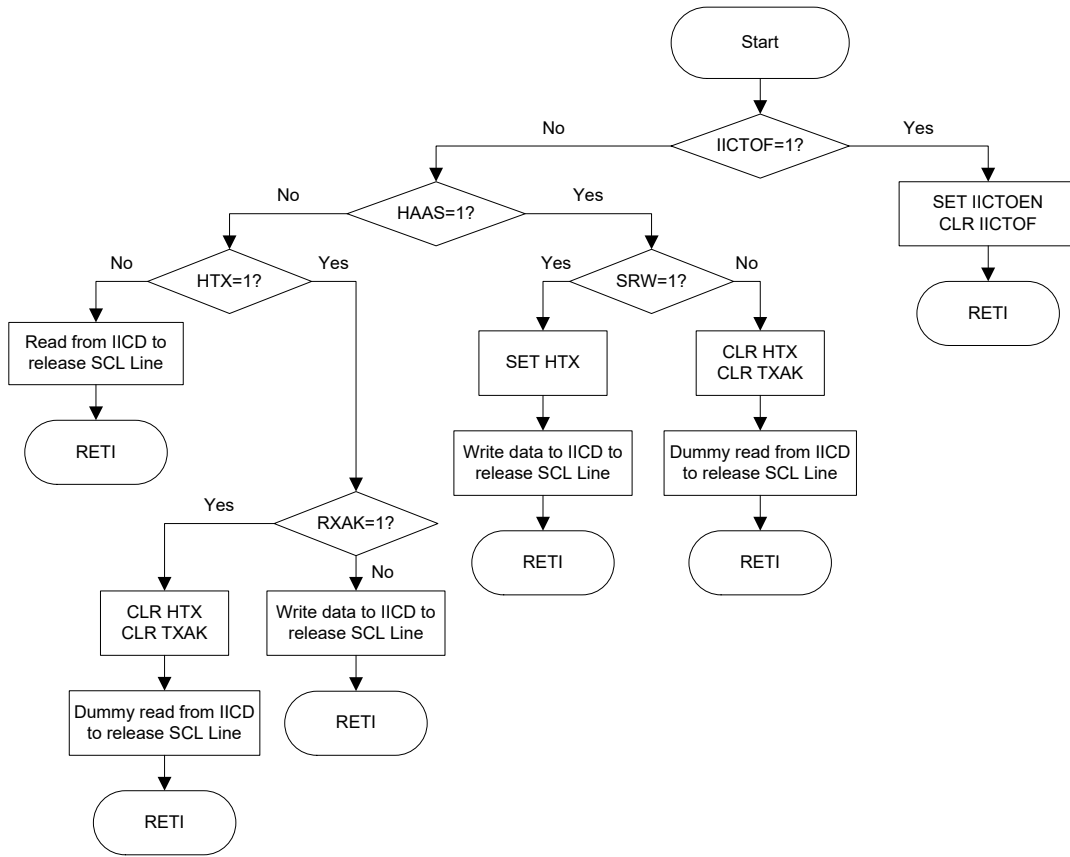 Start
IICTOF=1?
No
Yes
HAAS=1?
No
Yes
SET IICTOEN
CLR IICTOF
HTX=1?
No
Yes
SRW=1?
Yes
No
RETI
Read from IICD to
release SCL Line
SET HTX
CLR HTX
CLR TXAK
RETI
Write data to IICD to
release SCL Line
Dummy read from IICD
to release SCL Line
RXAK=1?
Yes
No
RETI
RETI
CLR HTX
CLR TXAK
Write data to IICD to
release SCL Line
Dummy read from IICD
to release SCL Line
RETI
RETI